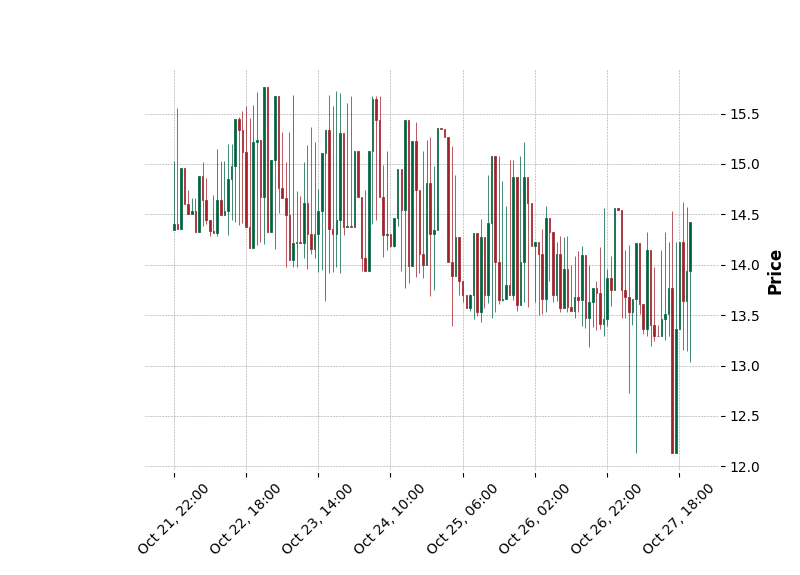 15.5
15.0
14.5
14.0
13.5
13.0
12.5
12.0
Price
Oct 21, 22:00
Oct 22, 18:00
Oct 23, 14:00
Oct 24, 10:00
Oct 25, 06:00
Oct 26, 02:00
Oct 26, 22:00
Oct 27, 18:00